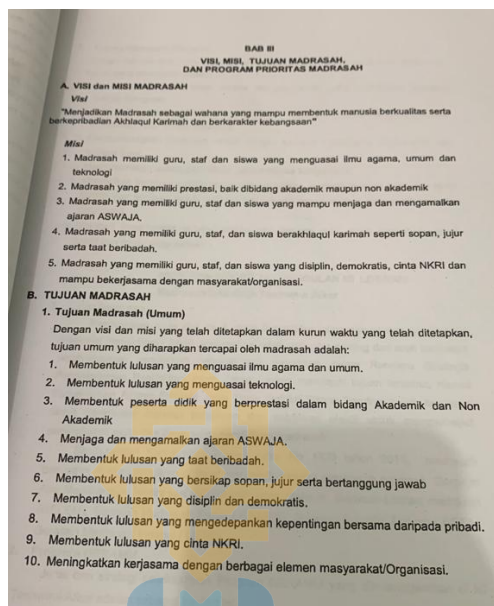 BAB III
VISI, MISI, TUJUAN MADRASAH,
DAN PROGRAM PRIORITAS MADRASAH
A. VISI dan MISI MADRASAH
Visi
"Menjadikan Madrasah sebagai wahana yang mampu membentuk manusia berkualitas serta
berkepribadian Akhlaqul Karimah dan berkarakter kebangsaan"
Misi
1. Madrasah memiliki guru, staf dan siswa yang menguasai ilmu agama, umum dan
teknologi
2. Madrasah yang memiliki prestasi, baik dibidang akademik maupun non akademik
3. Madrasah yang memiliki guru, staf dan siswa yang mampu menjaga dan mengamalkan
ajaran ASWAJA.
4. Madrasah yang memiliki guru, staf, dan siswa berakhlaqul karimah seperti sopan, jujur
serta taat beribadah.
5. Madrasah yang memiliki guru, staf, dan siswa yang disiplin, demokratis, cinta NKRI dan
mampu bekerjasama dengan masyarakat/organisasi.
B. TUJUAN MADRASAH
1. Tujuan Madrasah (Umum)
Dengan visi dan misi yang telah ditetapkan dalam kurun waktu yang telah ditetapkan,
tujuan umum yang diharapkan tercapai oleh madrasah adalah:
1. Membentuk lulusan yang menguasai ilmu agama dan umum.
2. Membentuk lulusan yang menguasai teknologi.
3. Membentuk peserta didik yang berprestasi dalam bidang Akademik dan Non
Akademik
4. Menjaga dan mengamalkan ajaran ASWAJA.
5. Membentuk lulusan yang taat beribadah.
6. Membentuk lulusan yang bersikap sopan, jujur serta bertanggung jawab
7. Membentuk lulusan yang disiplin dan demokratis.
8. Membentuk lulusan yang mengedepankan kepentingan bersama daripada pribadi.
9. Membentuk lulusan yang cinta NKRI.
10. Meningkatkan kerjasama dengan berbagai elemen masyarakat/Organisasi.